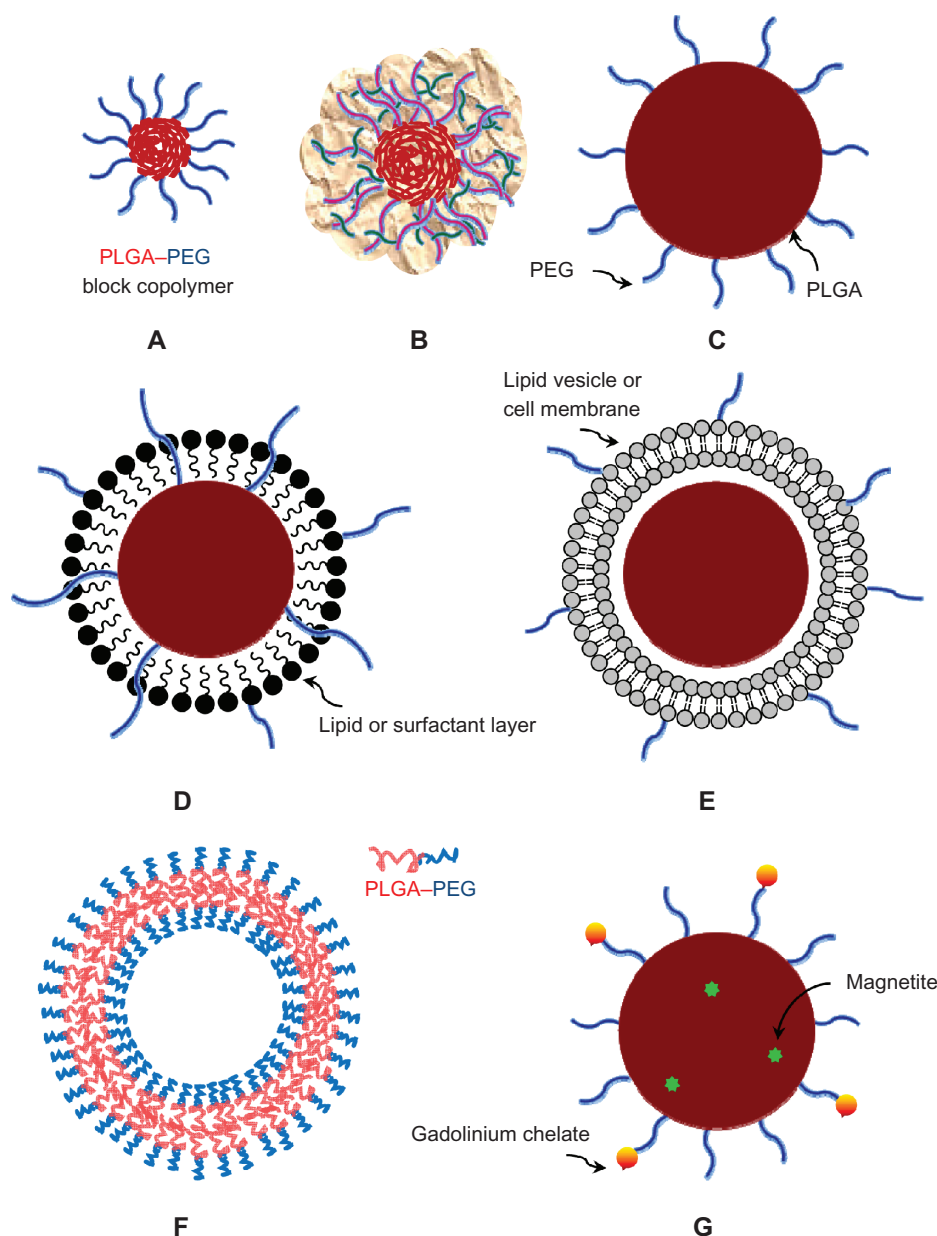 PLGA–PEG
block copolymer
PEG
PLGA
A
B
C
Lipid vesicle or
cell membrane
Lipid or surfactant layer
D
E
PLGA–PEG
Magnetite
Gadolinium chelate
F
G